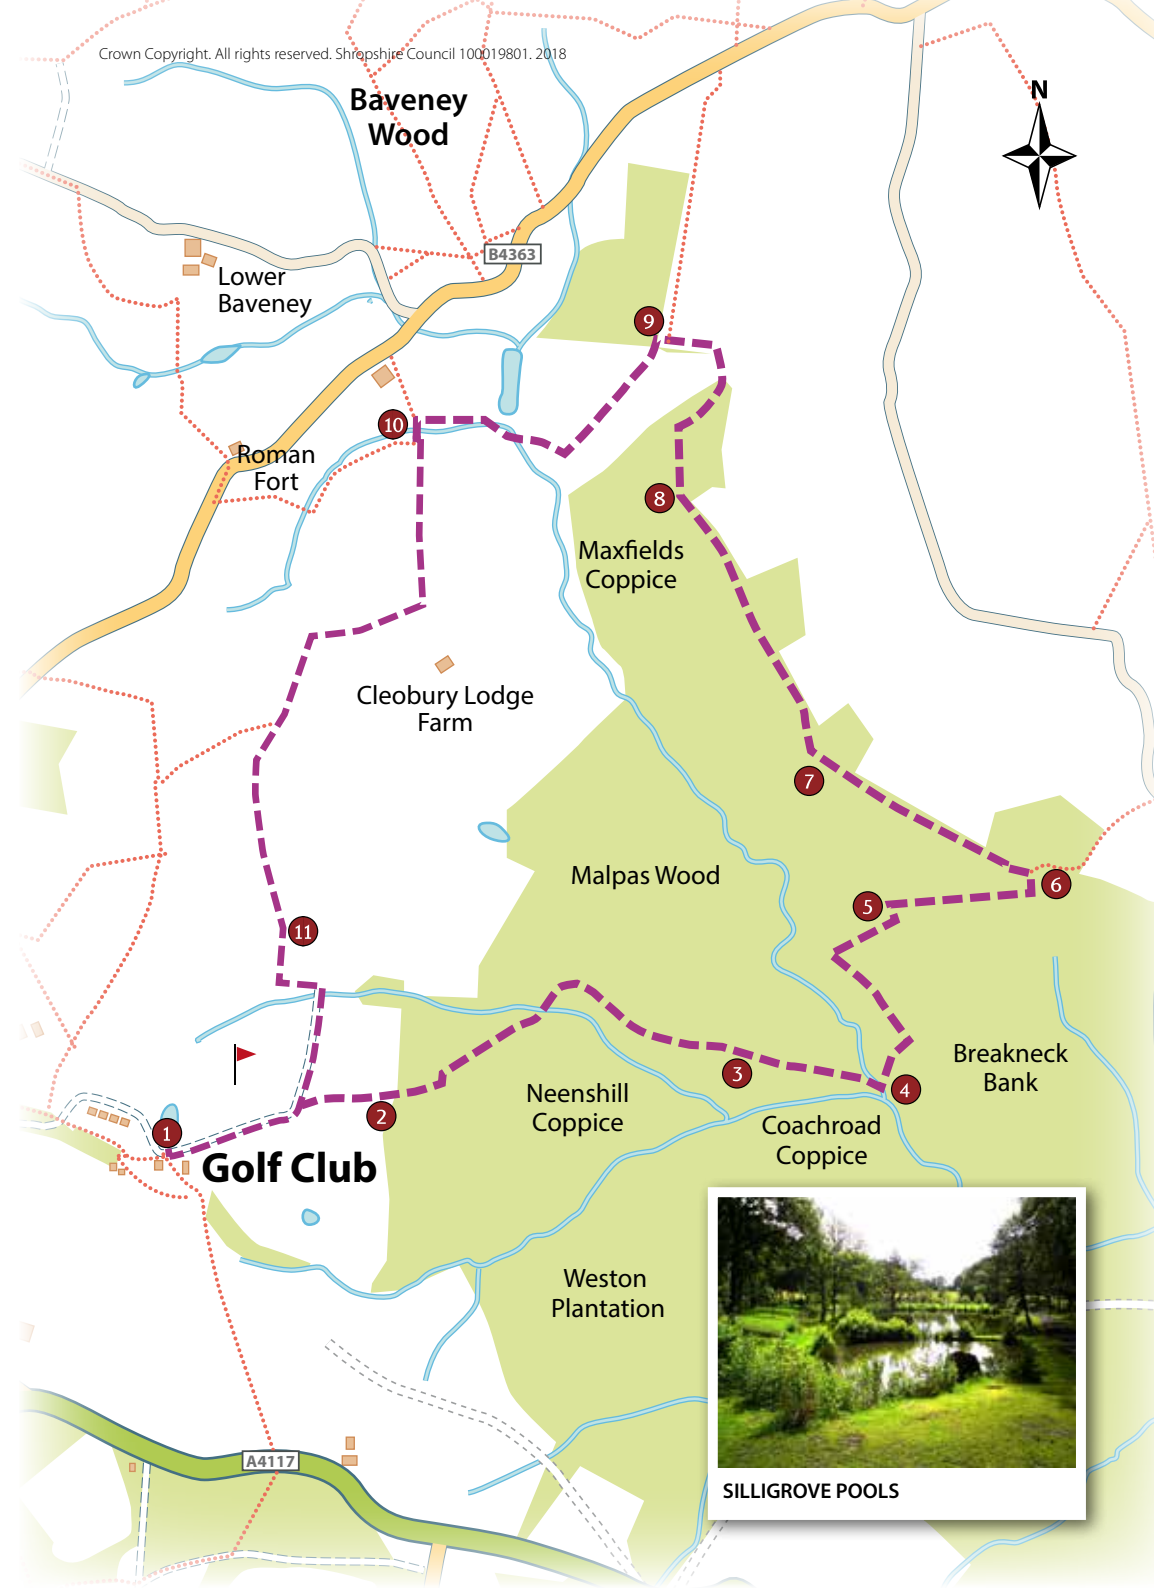 Crown Copyright. All rights reserved. Shropshire Council 100019801. 2018
Baveney
Wood
N
B4363
Lower
Baveney
9
10
Roman
Fort
8
Maxfields
Coppice
Cleobury Lodge
Farm
7
Malpas Wood
6
5
11
Breakneck
Bank
3
4
Neenshill
Coppice
2
Coachroad
Coppice
1
Golf Club
Weston
Plantation
A4117
SILLIGROVE POOLS